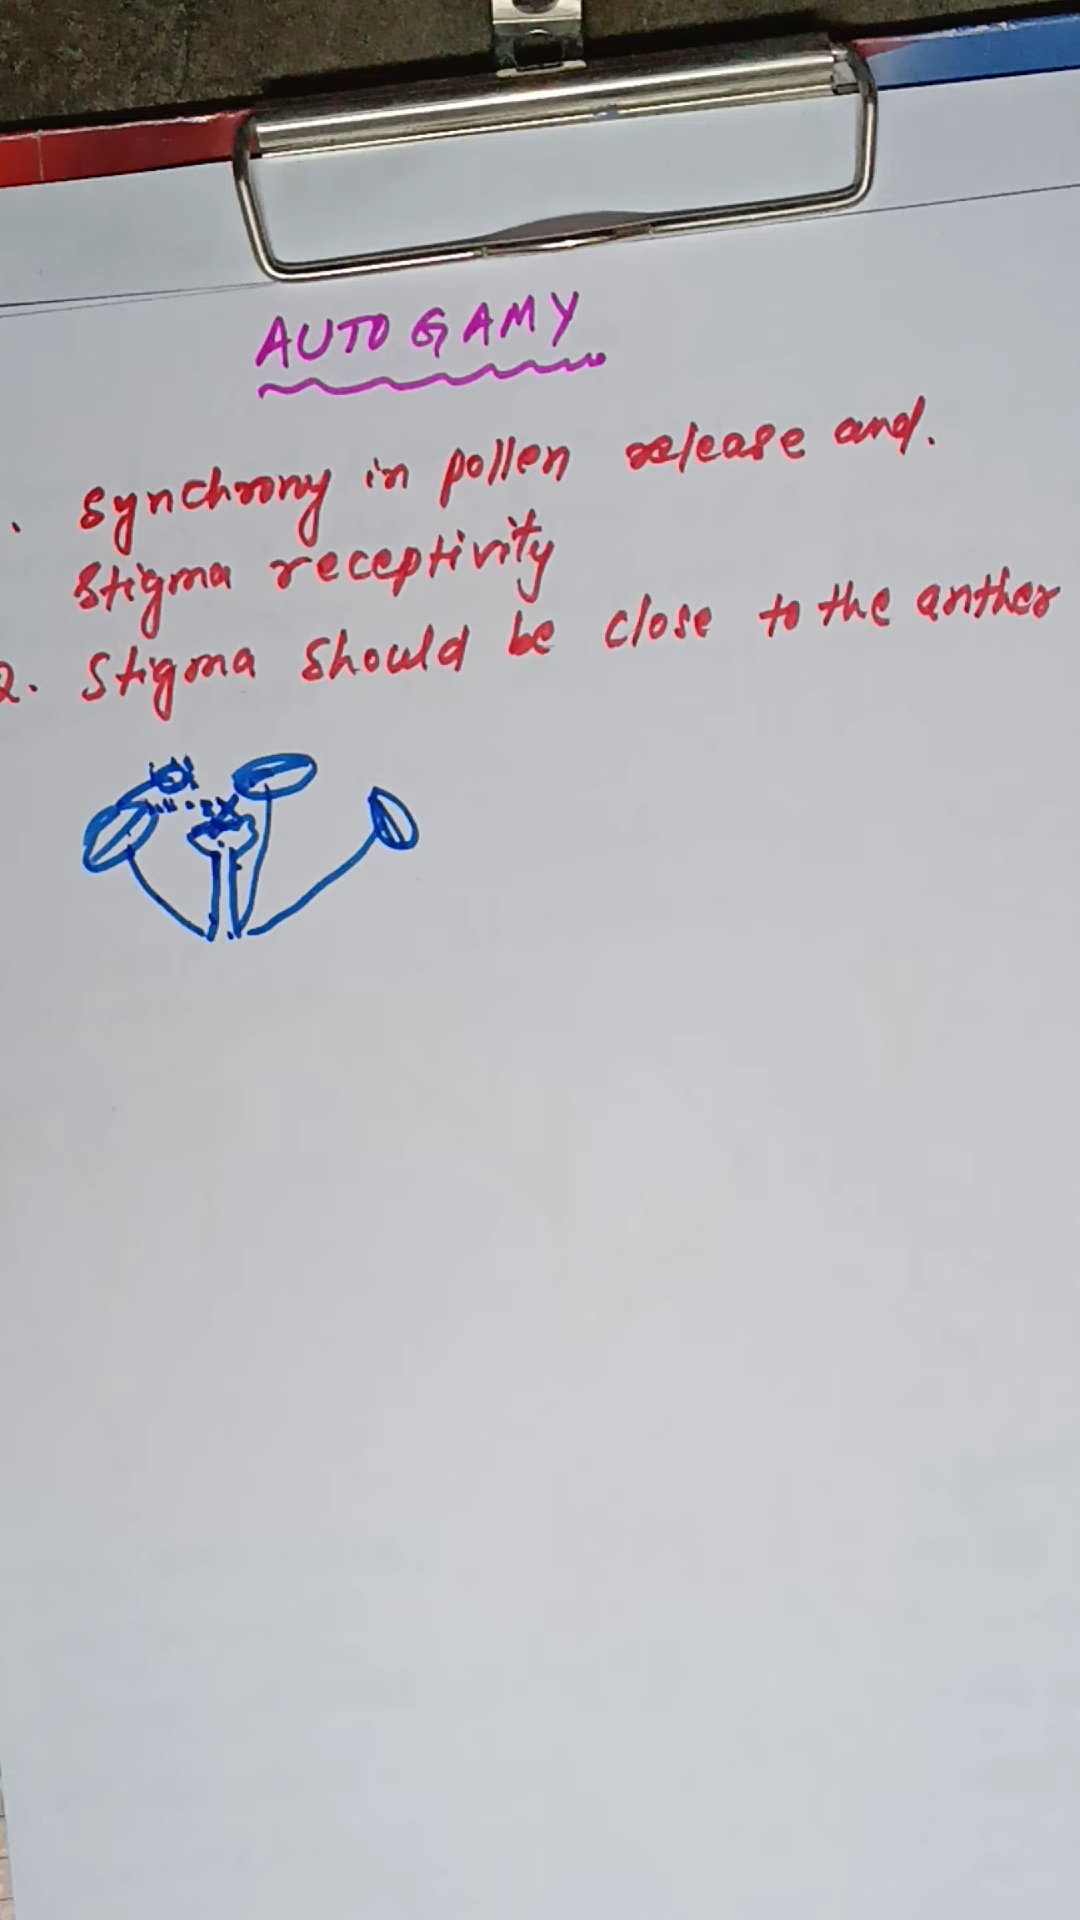 AUTOGAMY
. Synchrony in pollen release and.
Stigma receptivity
2. Stigma should be close to the anther